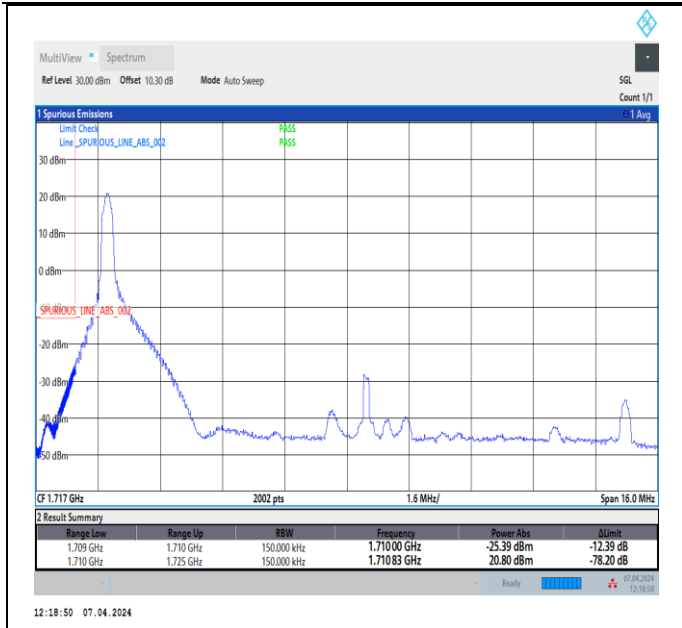 MultiView Spectrum
Ref Level 30.00 dBm Offset 10.30 dB Mode Auto Sweep SGL
Count 1/1
1 Spurious Emissions 1 Avg
Limit Check PASS
Line _SPURIOUS_LINE_ABS_002 PASS
30 dBm
20 dBm
10 dBm
0 dBm
_SPURIOUS_LINE_ABS_002
-20 dBm
-30 dBm
-40 dBm
-50 dBm
CF 1.717 GHz 2002 pts 1.6 MHz/ Span 16.0 MHz
2 Result Summary
Range Low Range Up RBW Frequency Power Abs ΔLimit
1.709 GHz 1.710 GHz 150.000 kHz 1.71000 GHz -25.39 dBm -12.39 dB
1.710 GHz 1.725 GHz 150.000 kHz 1.71083 GHz 20.80 dBm -78.20 dB
Ready 07.04.2024
12:18:50
12:18:50 07.04.2024